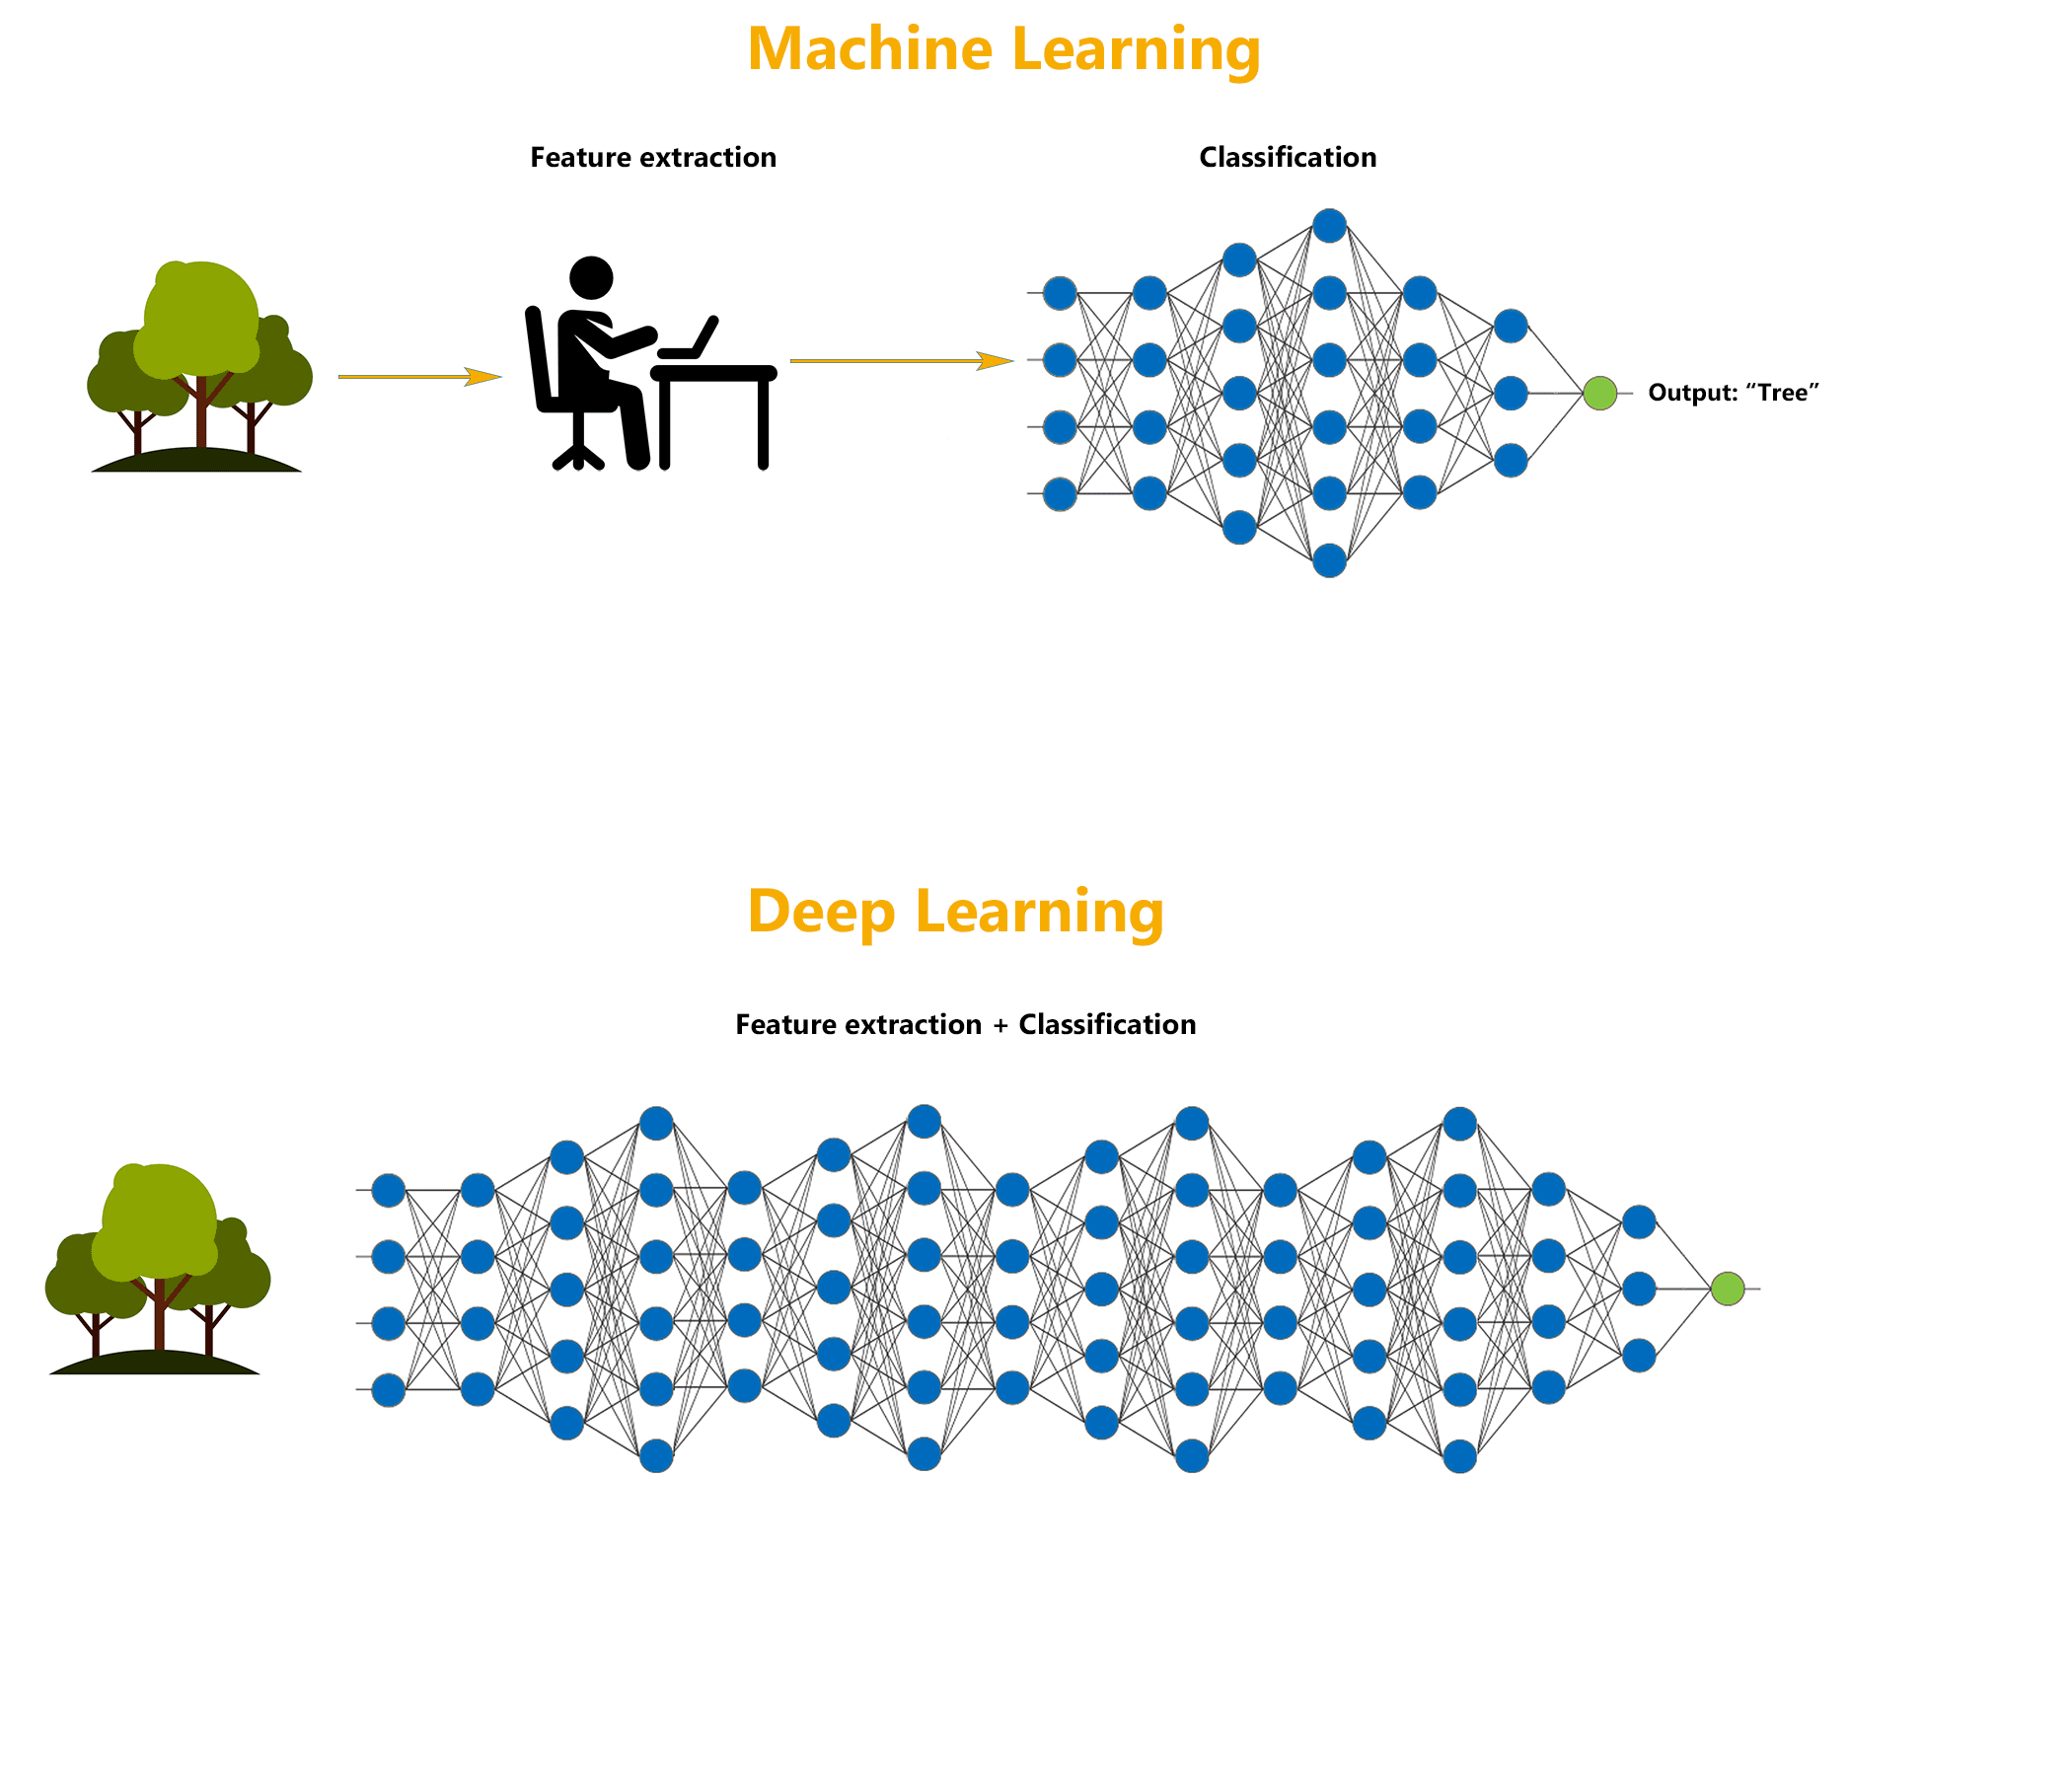 Machine Learning
Feature extraction
Classification
Output: “Tree”
Deep Learning
Feature extraction + Classification